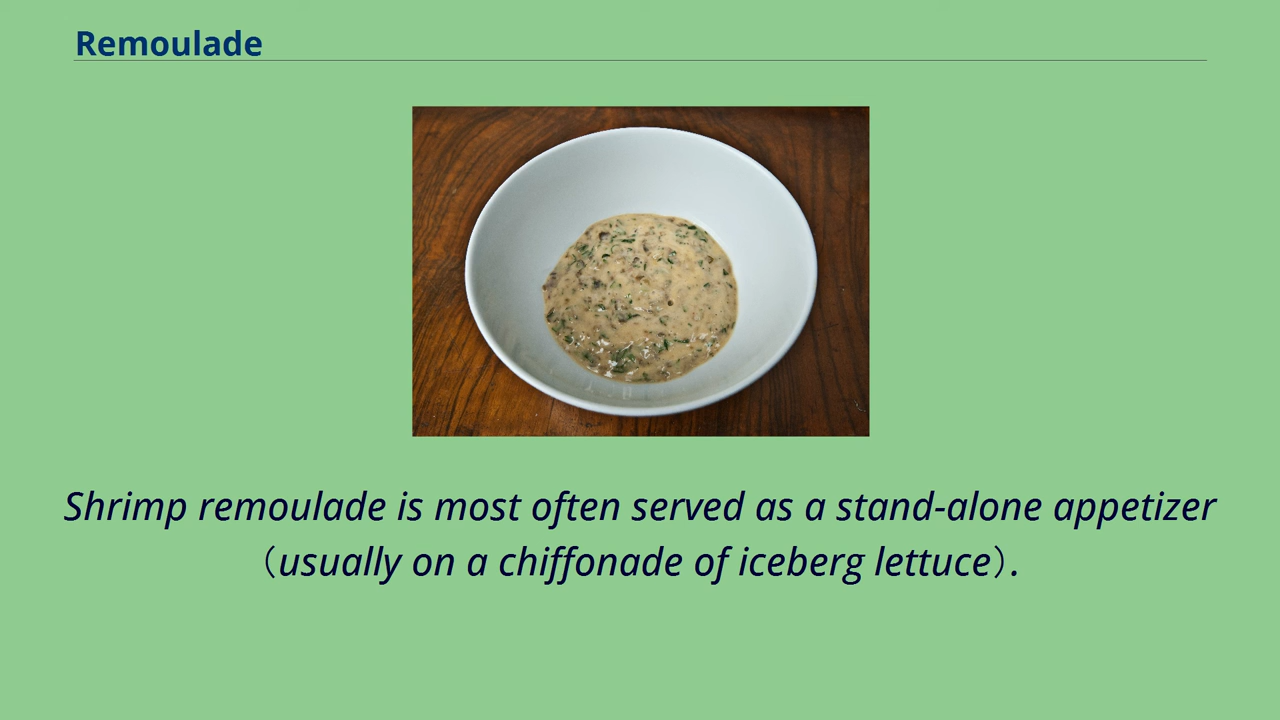 Remoulade
Shrimp remoulade is most often served as a stand-alone appetizer
（usually on a chiffonade of iceberg lettuce）.